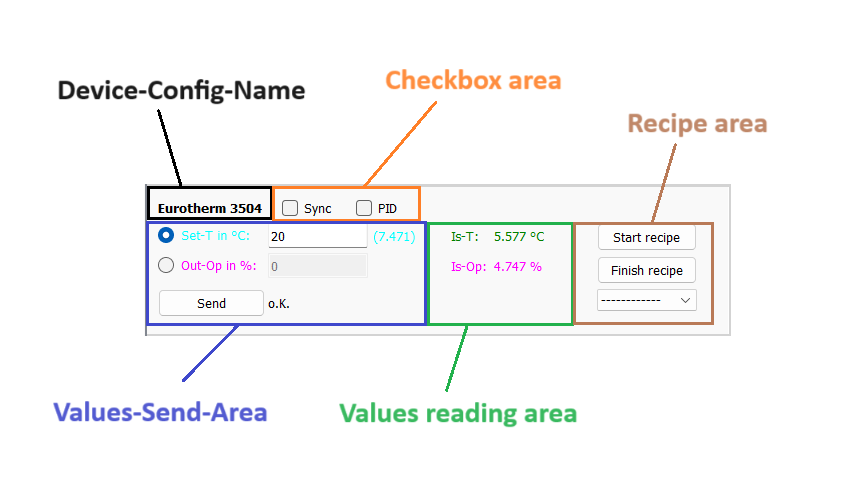 Device-Config-Name
Checkbox area
Recipe area
Eurotherm 3504
Sync
PID
Set-T in °C:
20
(7.471)
Is-T:
5.577 °C
Start recipe
Out-Op in %:
0
Is-Op:
4.747 %
Finish recipe
Send
o.K.
------------
Values-Send-Area
Values reading area